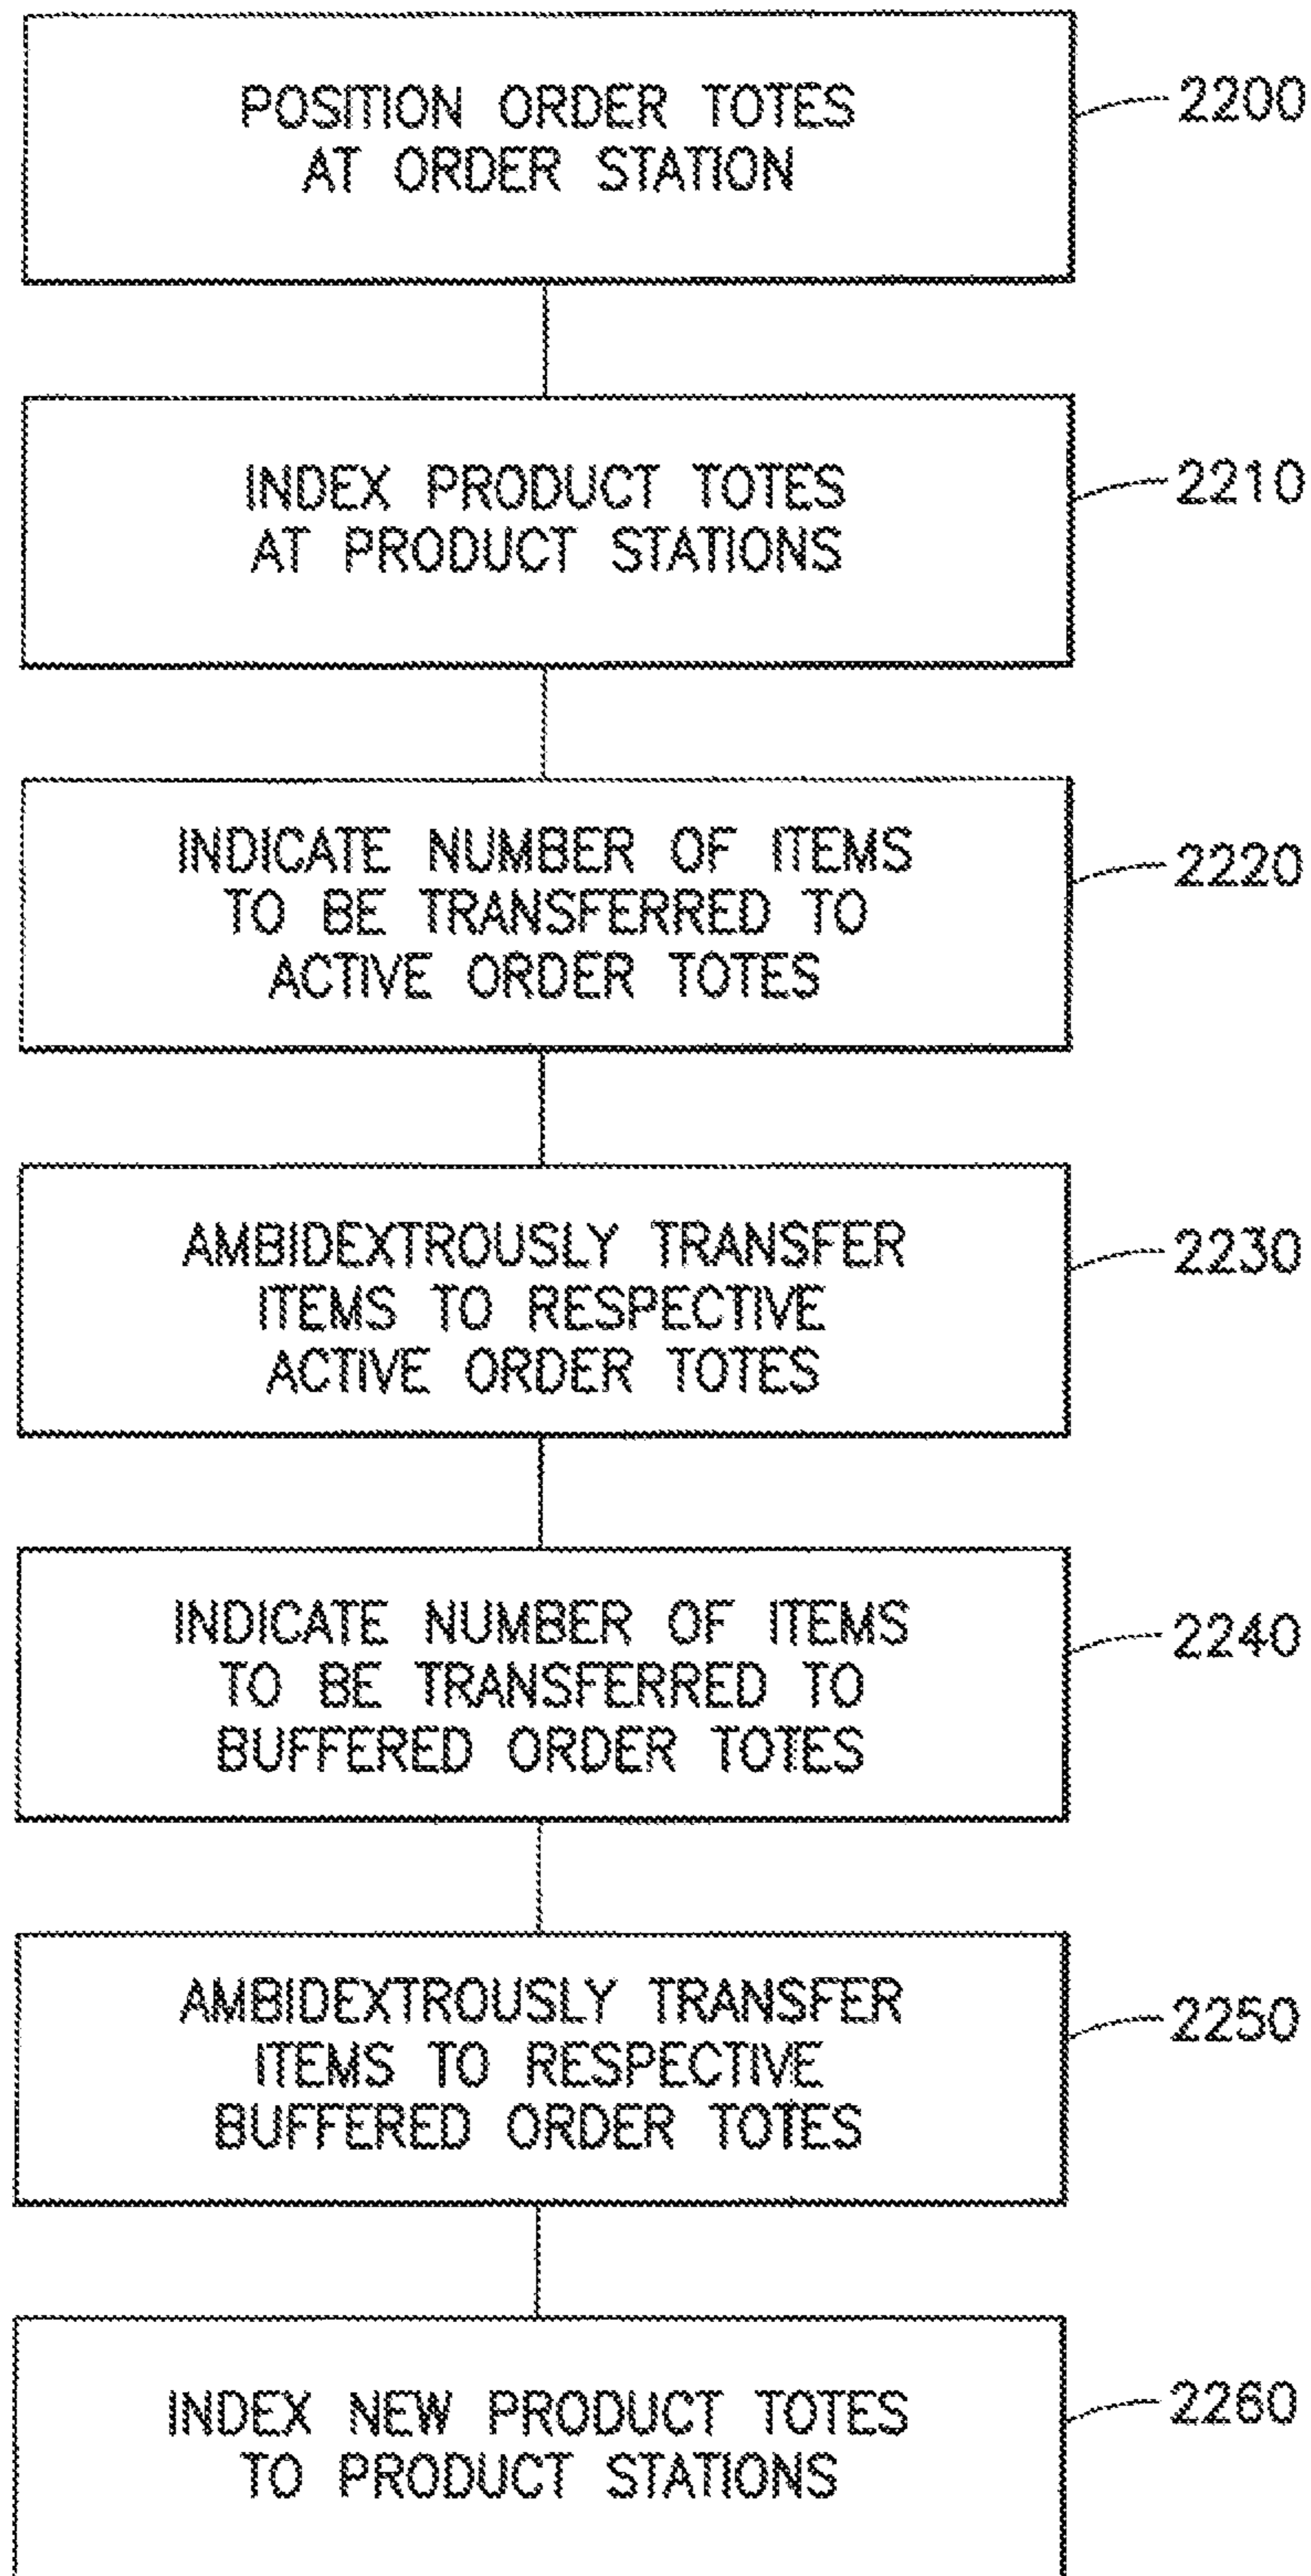 POSITION ORDER TOTES
AT ORDER STATION
2200
INDEX PRODUCT TOTES
AT PRODUCT STATIONS
2210
INDICATE NUMBER OF ITEMS
TO BE TRANSFERRED TO
ACTIVE ORDER TOTES
2220
AMBIDEXTROUSLY TRANSFER
ITEMS TO RESPECTIVE
ACTIVE ORDER TOTES
2230
INDICATE NUMBER OF ITEMS
TO BE TRANSFERRED TO
BUFFERED ORDER TOTES
2240
AMBIDEXTROUSLY TRANSFER
ITEMS TO RESPECTIVE
BUFFERED ORDER TOTES
2250
INDEX NEW PRODUCT TOTES
TO PRODUCT STATIONS
2260